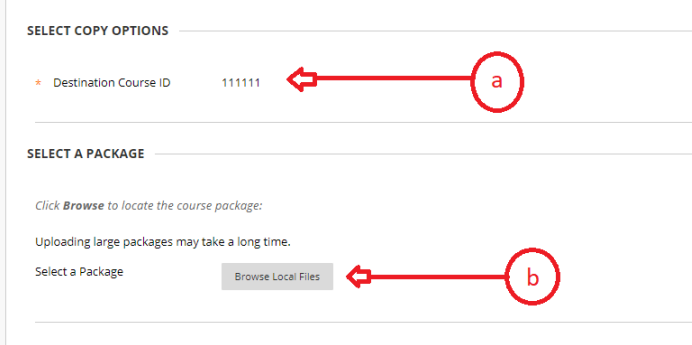 SELECT COPY OPTIONS
* Destination Course ID 111111
a
SELECT A PACKAGE
Click Browse to locate the course package:
Uploading large packages may take a long time.
Select a Package Browse Local Files
b